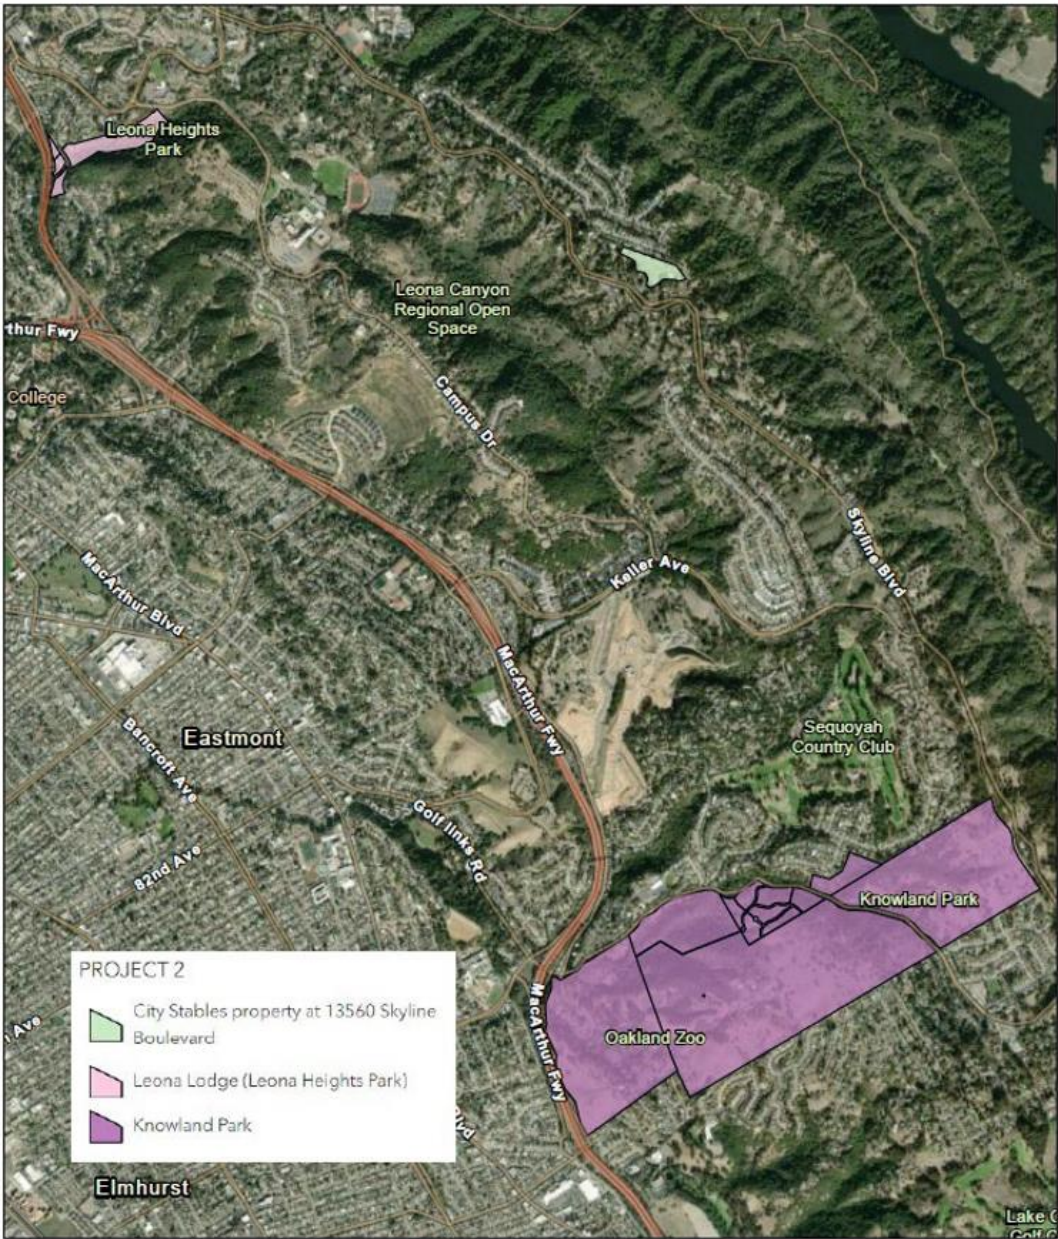 Leona Heights
Park
Leona Canyon
Regional Open
Space
thur Fwy
College
Campus Dr
Skyline Blvd
Keller Ave
MacArthur Blvd
MacArthur Fwy
Sequoyah
Country Club
Eastmont
Bancroft Ave
Golf links Rd
82nd Ave
Knowland Park
PROJECT 2
City Stables property at 13560 Skyline
Boulevard
Leona Lodge (Leona Heights Park)
Knowland Park
Ave
MacArthur Fwy
Oakland Zoo
Blvd
Elmhurst
Lake